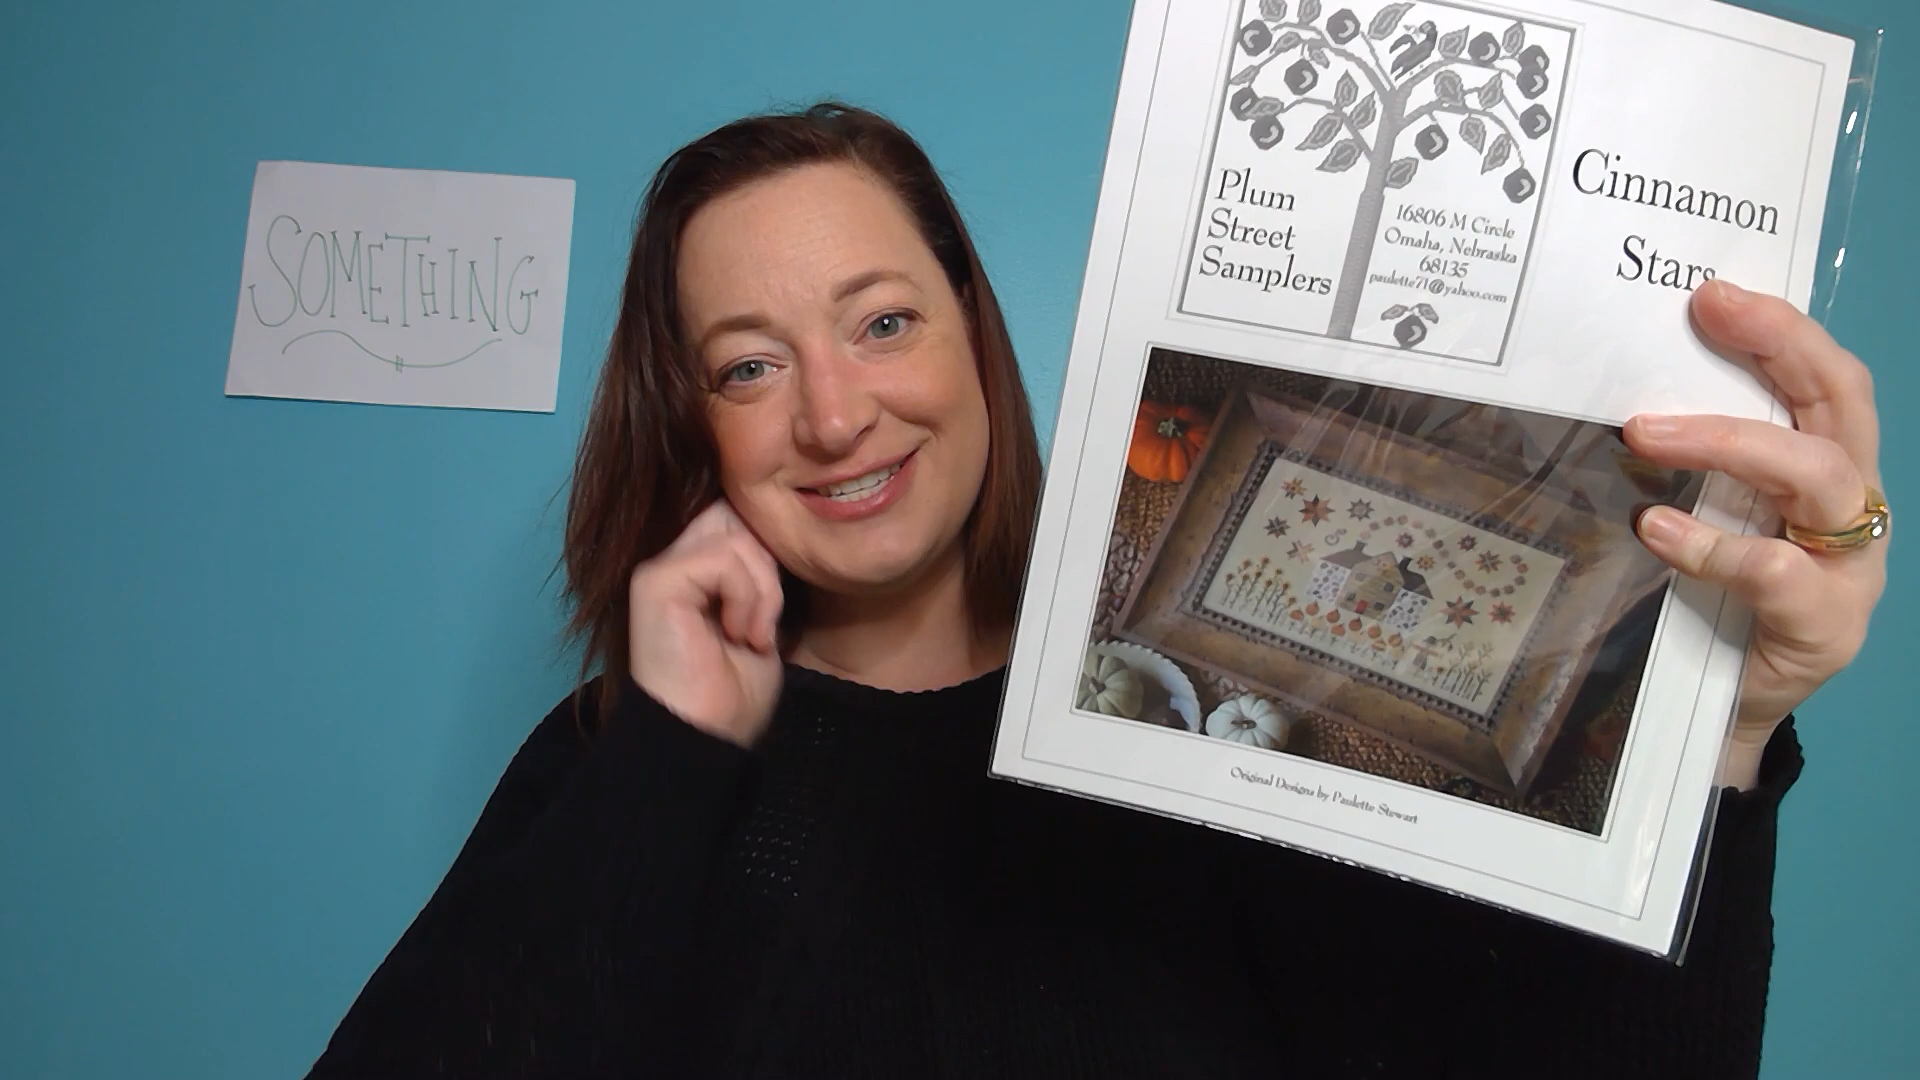 SOMETHING
Plum
Street
Samplers
16806 M Circle
Omaha, Nebraska
68135
paulette71@yahoo.com
Cinnamon
Stars
Original Designs by Paulette Stewart